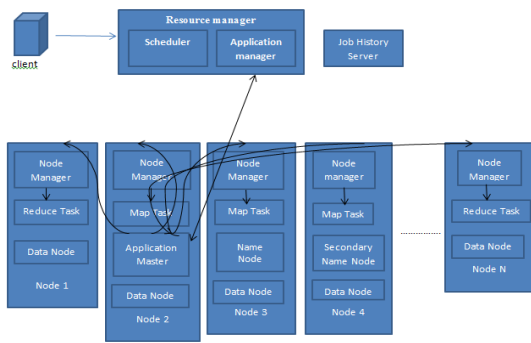 Resource manager
Scheduler
Application
manager
Job History
Server
client
Node
Manager
Reduce Task
Data Node
Node 1
Node
Manager
Map Task
Application
Master
Data Node
Node 2
Node
Manager
Map Task
Name
Node
Data Node
Node 3
Node
manager
Map Task
Secondary
Name Node
Data Node
Node 4
..............
Node
Manager
Reduce Task
Data Node
Node N